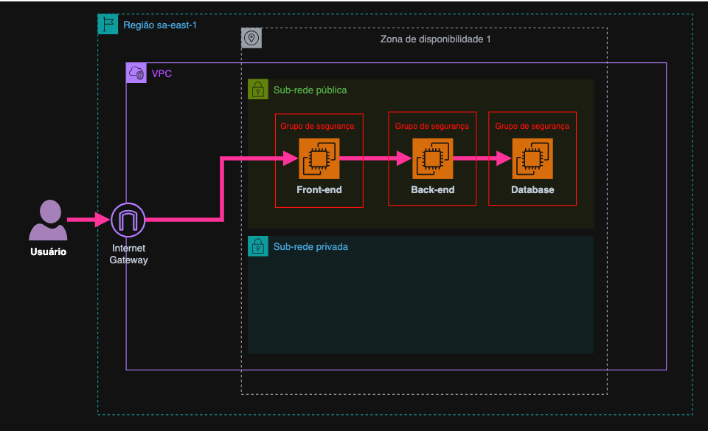 Região sa-east-1
Zona de disponibilidade 1
VPC
Sub-rede pública
Grupo de segurança
Grupo de segurança
Grupo de segurança
Front-end
Back-end
Database
Usuário
Internet
Gateway
Sub-rede privada